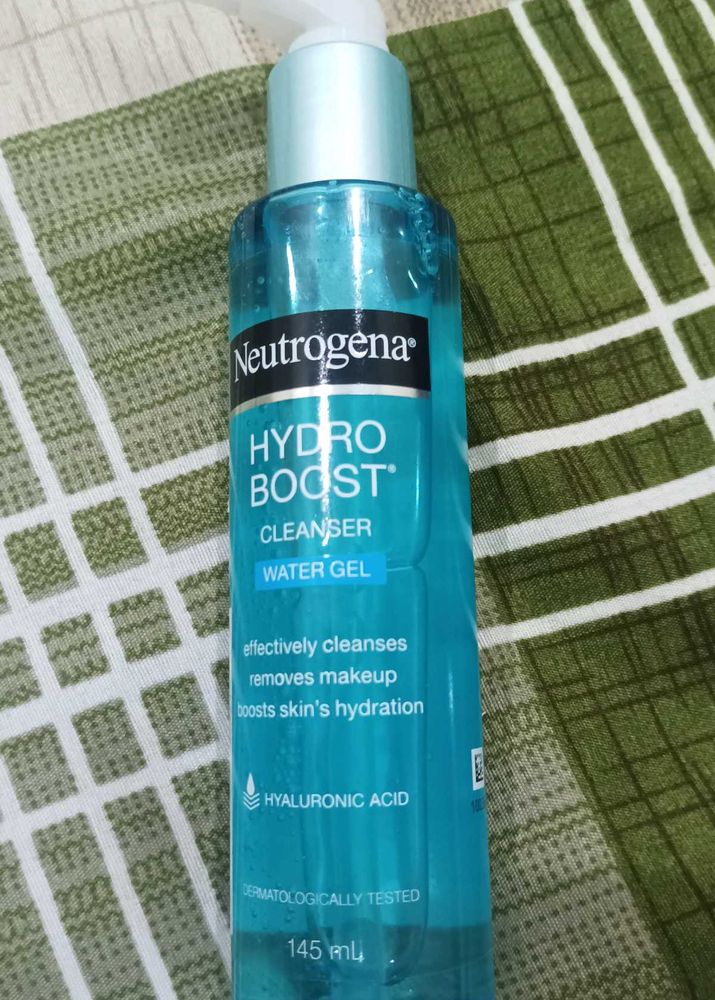 Neutrogena®
HYDRO
BOOST®
CLEANSER
WATER GEL
effectively cleanses
removes makeup
boosts skin's hydration
HYALURONIC ACID
DERMATOLOGICALLY TESTED
145 mL